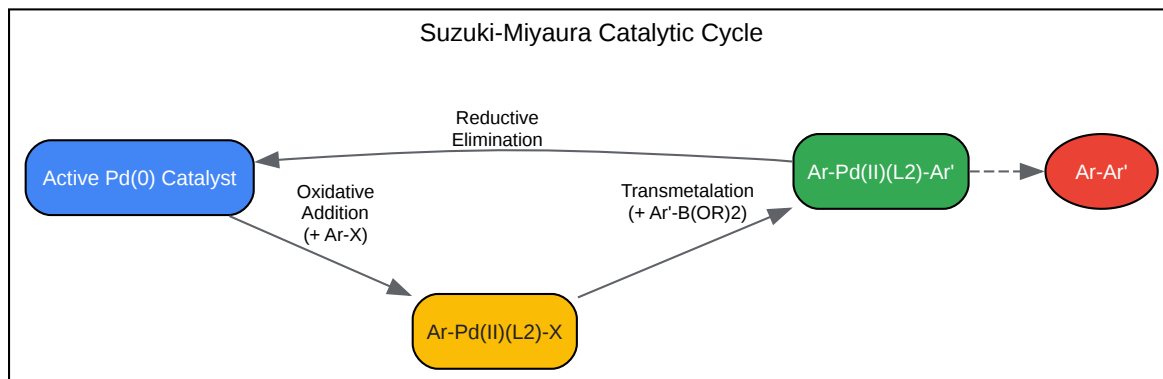 Suzuki-Miyaura Catalytic Cycle
Reductive
Elimination
Active Pd(0) Catalyst
Oxidative
Addition
(+ Ar-X)
Transmetalation
(+ Ar'-B(OR)2)
Ar-Pd(II)(L2)-Ar'
Ar-Ar'
Ar-Pd(II)(L2)-X